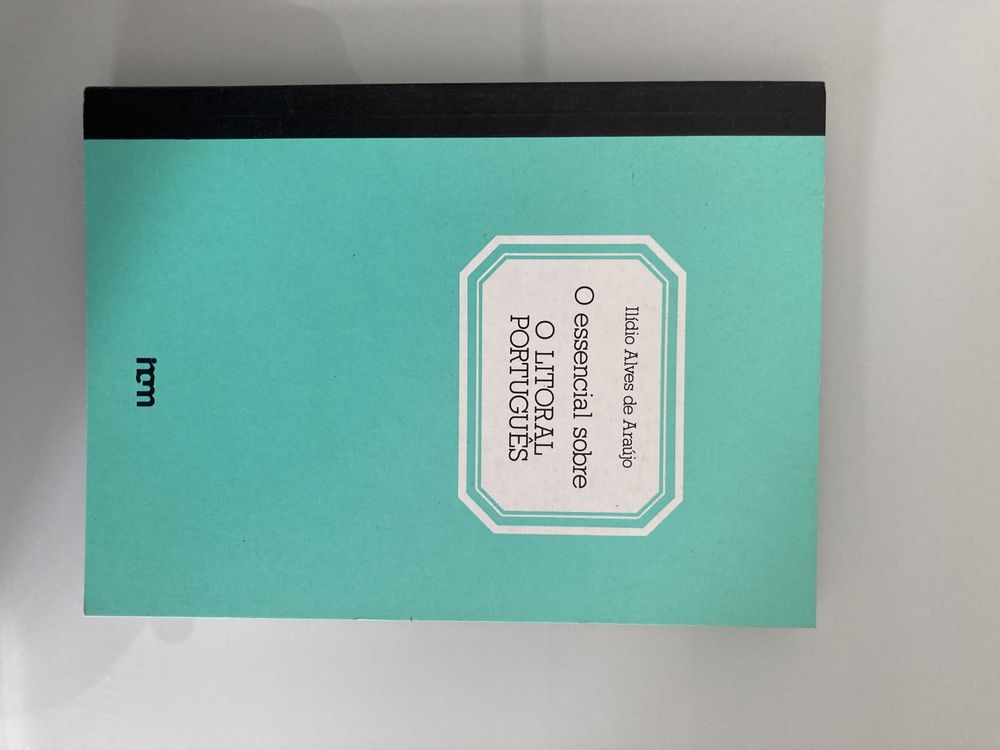 Ilídio Alves de Araújo
O essencial sobre
O LITORAL
PORTUGUÊS
incm